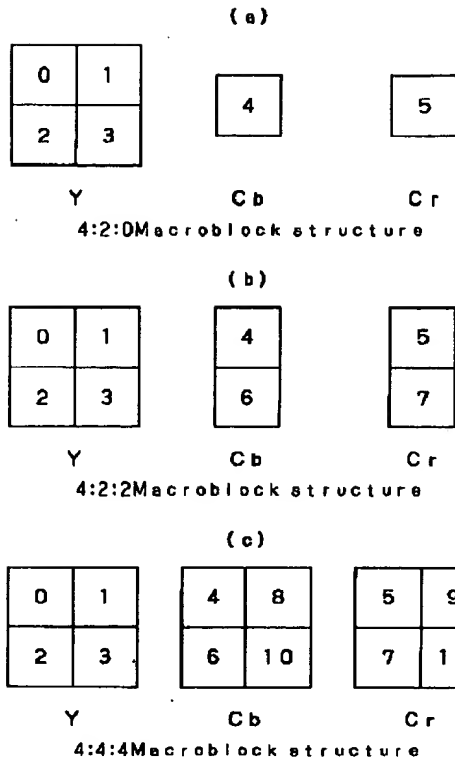 (a)
0 1
4 5
2 3
Y Cb Cr
4:2:0Macroblock structure
(b)
0 1 4 5
2 3 6 7
Y Cb Cr
4:2:2Macroblock structure
(c)
0 1 4 8 5 9
2 3 6 10 7
Y Cb Cr
4:4:4Macroblock structure